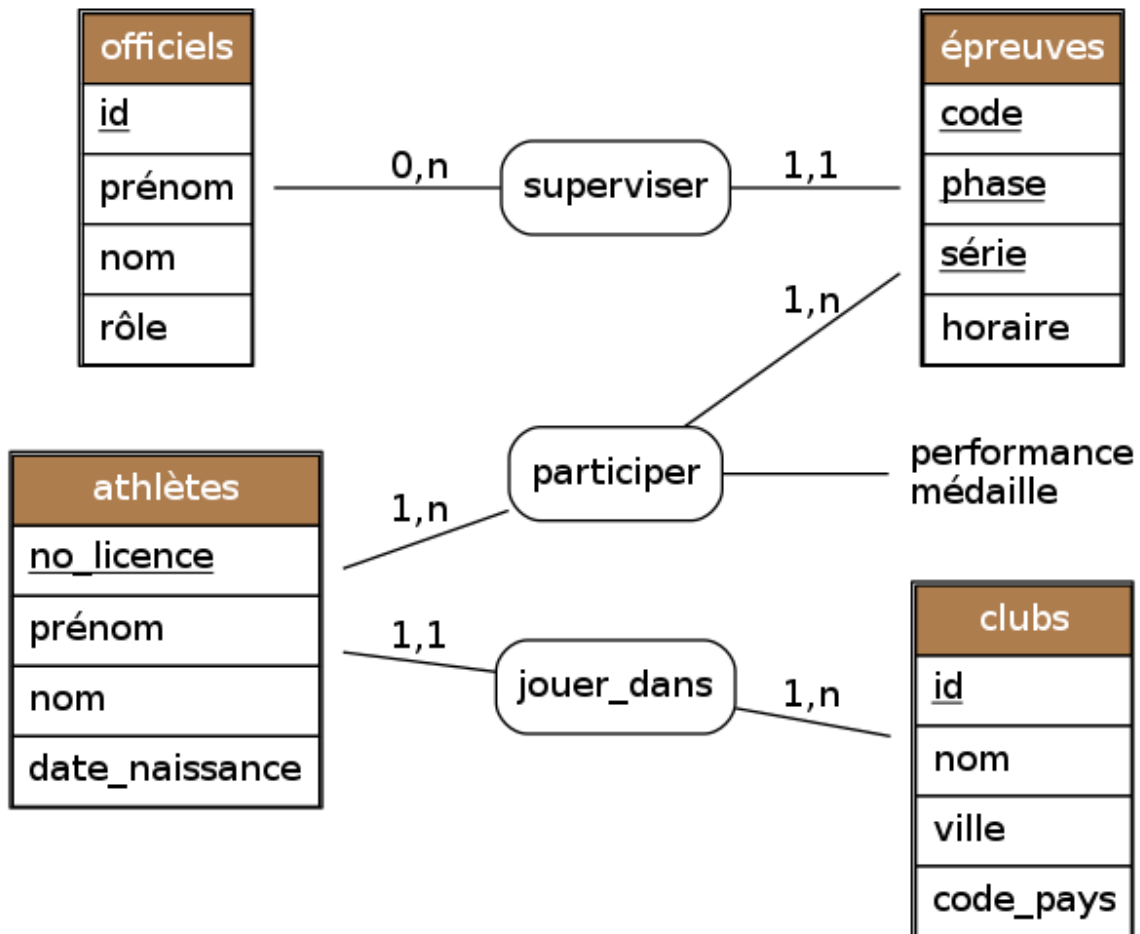 officiels
id
prénom
nom
rôle
0,n
superviser
1,1
épreuves
code
phase
série
horaire
1,n
participer
performance
médaille
athlètes
no_licence
prénom
nom
date_naissance
1,n
1,1
jouer_dans
1,n
clubs
id
nom
ville
code_pays